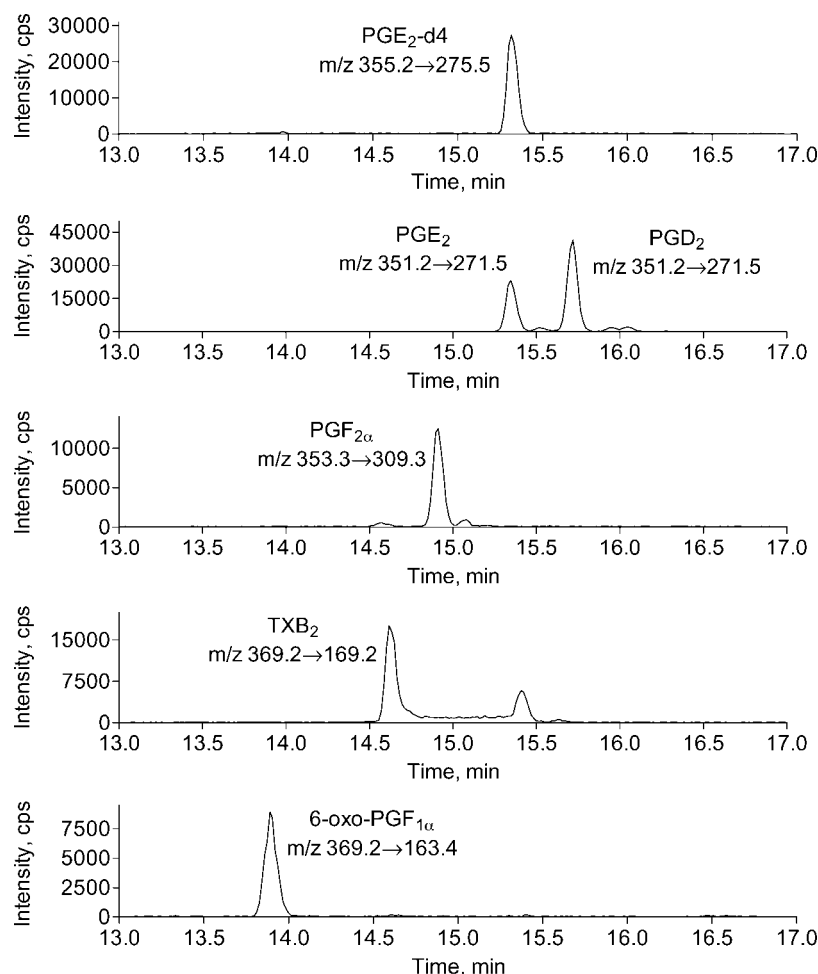 Intensity, cps
30000
20000
10000
0
PGE₂-d4
m/z 355.2→275.5
13.0 13.5 14.0 14.5 15.0 15.5 16.0 16.5 17.0
Time, min
Intensity, cps
45000
30000
15000
0
PGE₂
m/z 351.2→271.5
PGD₂
m/z 351.2→271.5
13.0 13.5 14.0 14.5 15.0 15.5 16.0 16.5 17.0
Time, min
Intensity, cps
10000
5000
0
PGF₂α
m/z 353.3→309.3
13.0 13.5 14.0 14.5 15.0 15.5 16.0 16.5 17.0
Time, min
Intensity, cps
15000
7500
0
TXB₂
m/z 369.2→169.2
13.0 13.5 14.0 14.5 15.0 15.5 16.0 16.5 17.0
Time, min
Intensity, cps
7500
5000
2500
0
6-oxo-PGF₁α
m/z 369.2→163.4
13.0 13.5 14.0 14.5 15.0 15.5 16.0 16.5 17.0
Time, min